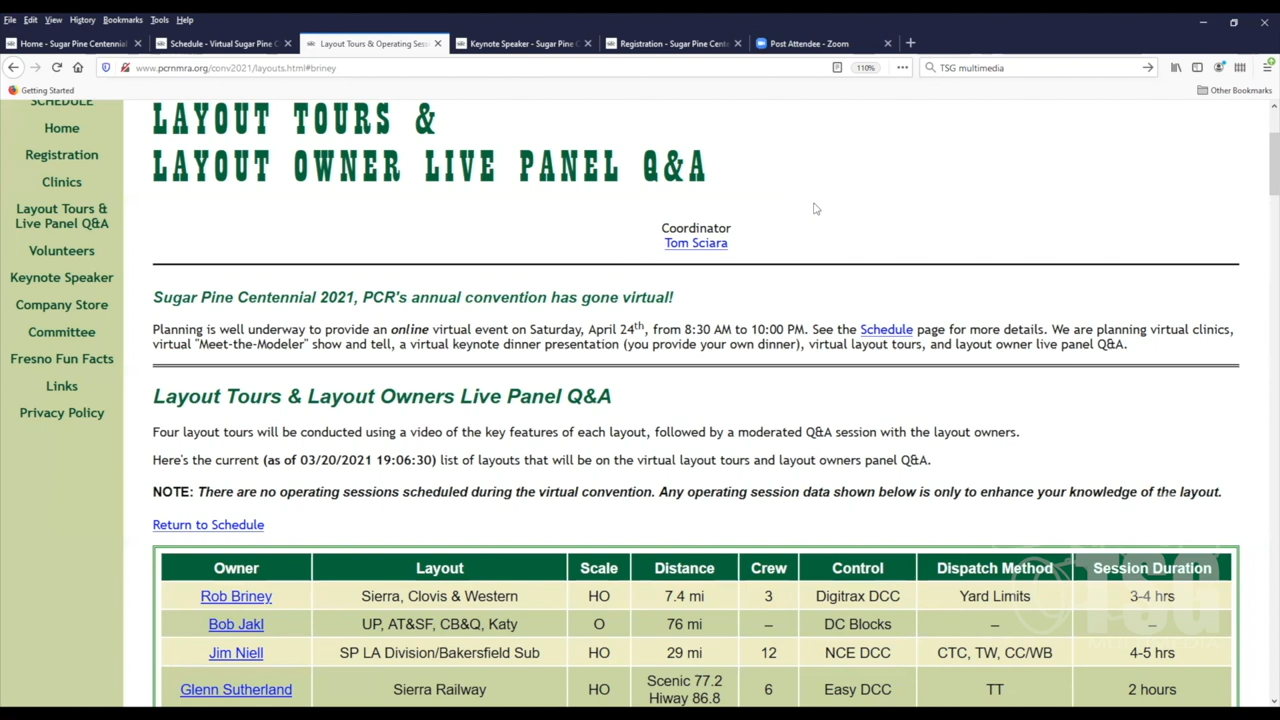 File Edit View History Bookmarks Tools Help
Home - Sugar Pine Centennial
Schedule - Virtual Sugar Pine C
Layout Tours & Operating Sess
Keynote Speaker - Sugar Pine C
Registration - Sugar Pine Cente
Post Attendee - Zoom
www.pcrnmra.org/conv2021/layouts.html#briney
110%
TSG multimedia
Getting Started
Other Bookmarks
SCHEDULE
Home
Registration
Clinics
Layout Tours &
Live Panel Q&A
Volunteers
Keynote Speaker
Company Store
Committee
Fresno Fun Facts
Links
Privacy Policy
LAYOUT TOURS &
LAYOUT OWNER LIVE PANEL Q&A
Coordinator
Tom Sciara
Sugar Pine Centennial 2021, PCR's annual convention has gone virtual!
Planning is well underway to provide an online virtual event on Saturday, April 24th, from 8:30 AM to 10:00 PM. See the Schedule page for more details. We are planning virtual clinics,
virtual "Meet-the-Modeler" show and tell, a virtual keynote dinner presentation (you provide your own dinner), virtual layout tours, and layout owner live panel Q&A.
Layout Tours & Layout Owners Live Panel Q&A
Four layout tours will be conducted using a video of the key features of each layout, followed by a moderated Q&A session with the layout owners.
Here's the current (as of 03/20/2021 19:06:30) list of layouts that will be on the virtual layout tours and layout owners panel Q&A.
NOTE: There are no operating sessions scheduled during the virtual convention. Any operating session data shown below is only to enhance your knowledge of the layout.
Return to Schedule
Owner Layout Scale Distance Crew Control Dispatch Method Session Duration
Rob Briney Sierra, Clovis & Western HO 7.4 mi 3 Digitrax DCC Yard Limits 3-4 hrs
Bob Jakl UP, AT&SF, CB&Q, Katy O 76 mi – DC Blocks – –
Jim Niell SP LA Division/Bakersfield Sub HO 29 mi 12 NCE DCC CTC, TW, CC/WB 4-5 hrs
Glenn Sutherland Sierra Railway HO Scenic 77.2 Hiway 86.8 6 Easy DCC TT 2 hours
TSG
MULTIMEDIA